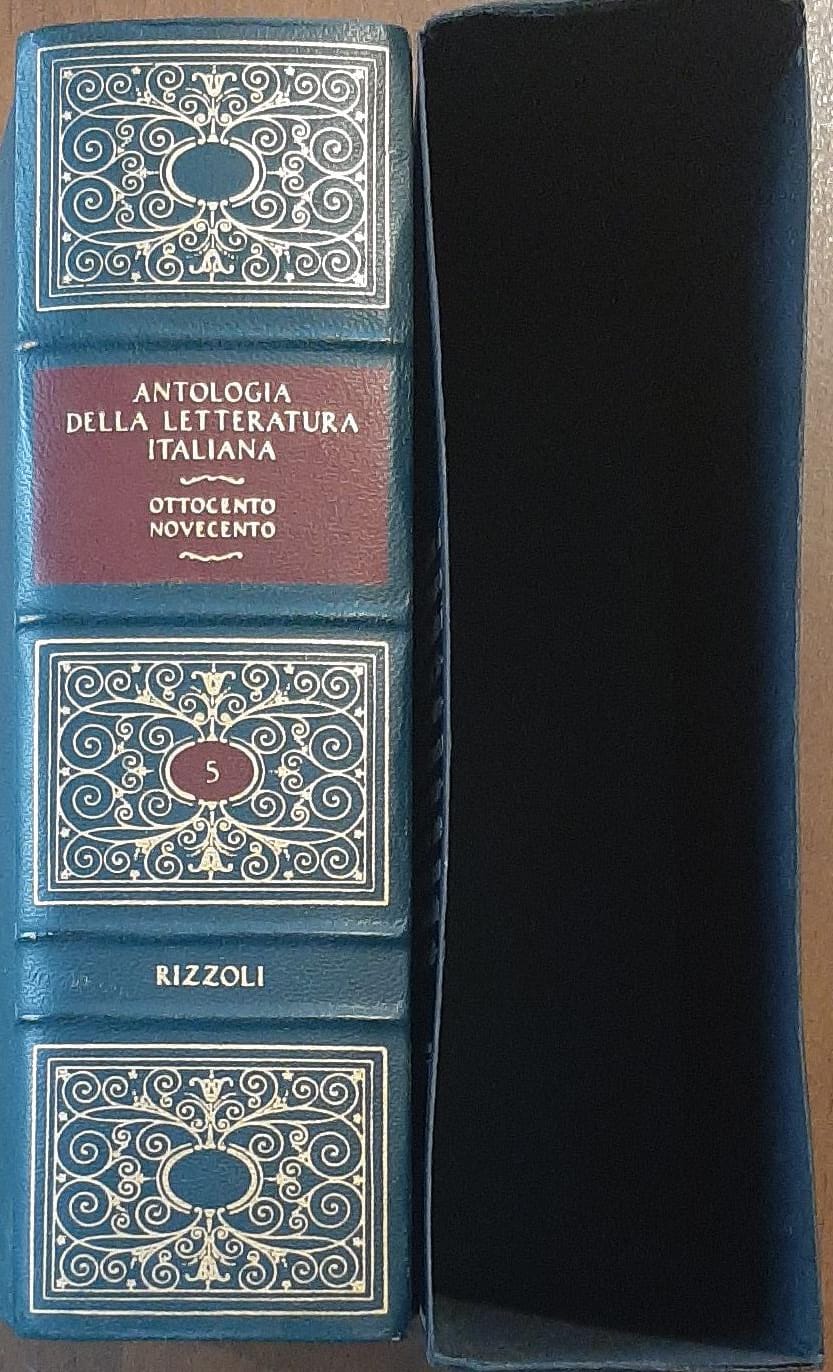 ANTOLOGIA
DELLA LETTERATURA
ITALIANA
OTTOCENTO
NOVECENTO
5
RIZZOLI